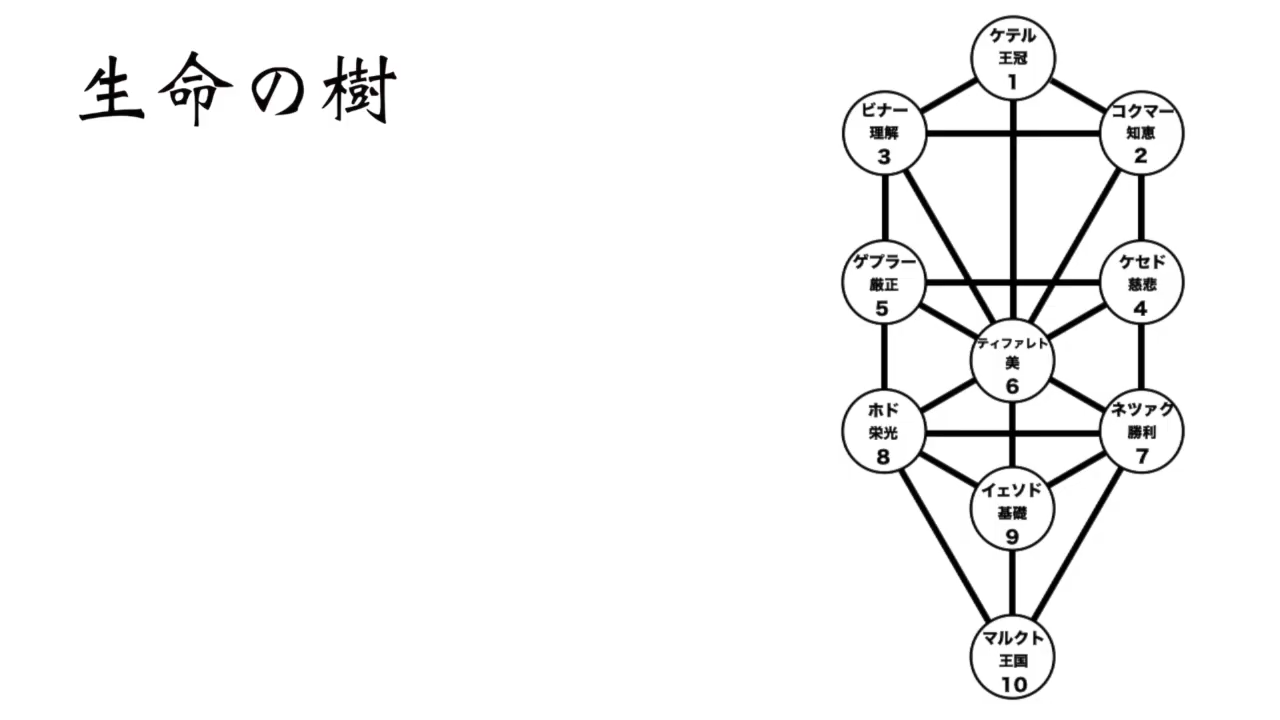 生命の樹
ケテル
王冠
1
ビナー
理解
3
コクマー
知恵
2
ゲプラー
厳正
5
ケセド
慈悲
4
ティファレト
美
6
ホド
栄光
8
ネツァク
勝利
7
イェソド
基礎
9
マルクト
王国
10